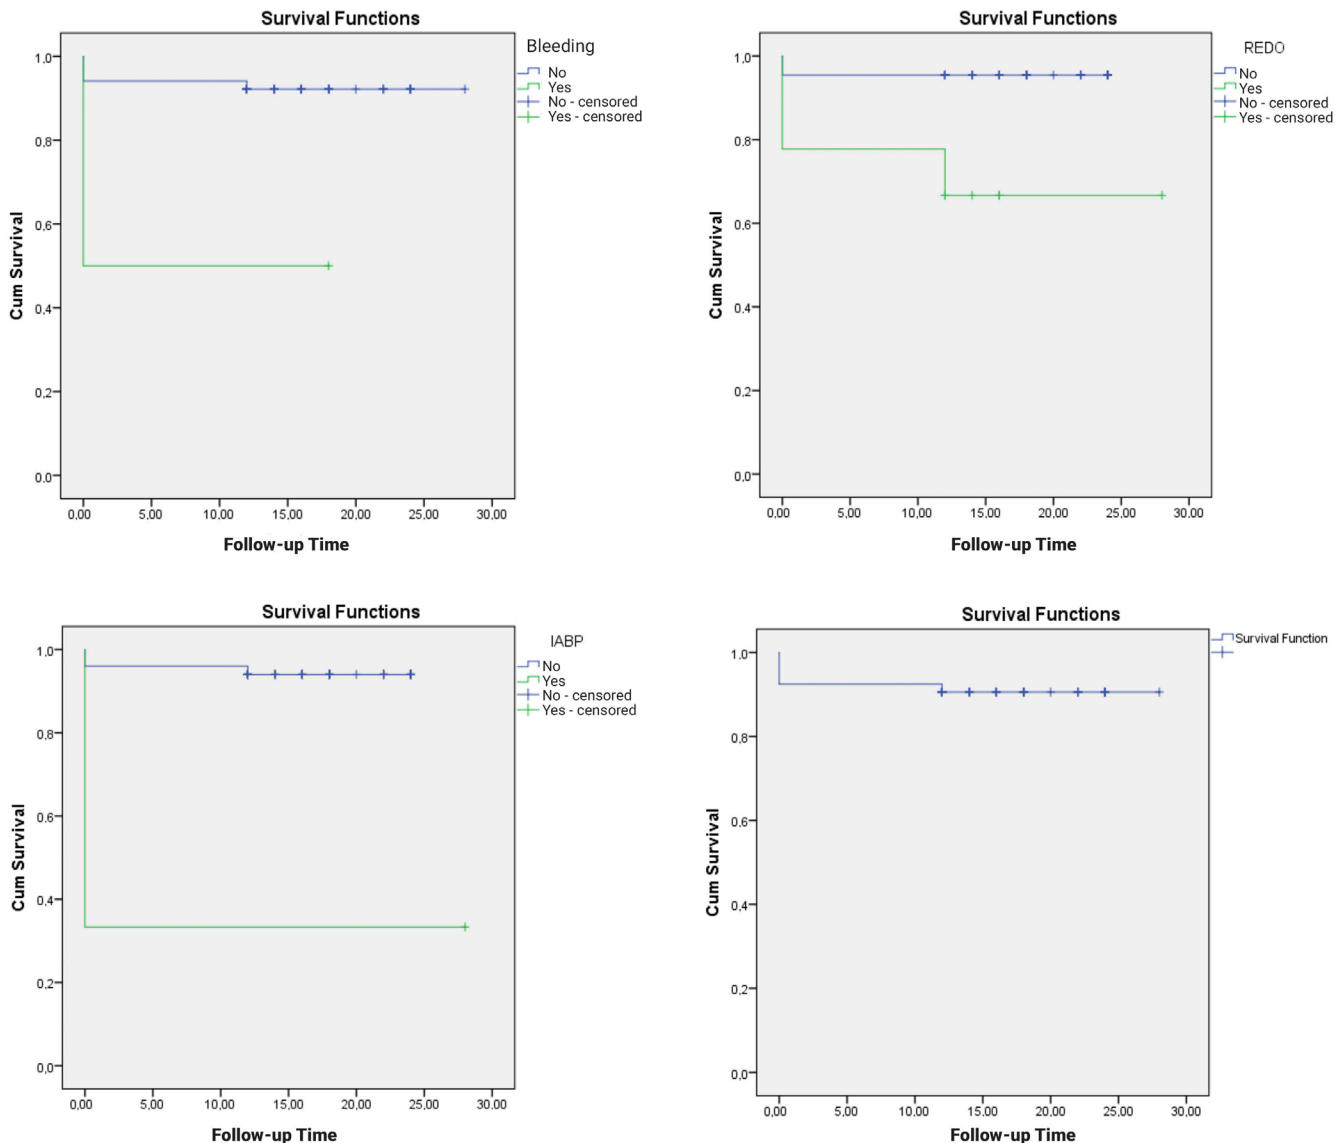 Survival Functions
Bleeding
No
Yes
No - censored
Yes - censored
1,0
0,8
0,6
0,4
0,2
0,0
Cum Survival
0,00 5,00 10,00 15,00 20,00 25,00 30,00
Follow-up Time
Survival Functions
REDO
No
Yes
No - censored
Yes - censored
1,0
0,8
0,6
0,4
0,2
0,0
Cum Survival
0,00 5,00 10,00 15,00 20,00 25,00 30,00
Follow-up Time
Survival Functions
IABP
No
Yes
No - censored
Yes - censored
1,0
0,8
0,6
0,4
0,2
0,0
Cum Survival
0,00 5,00 10,00 15,00 20,00 25,00 30,00
Follow-up Time
Survival Functions
Survival Function
1,0
0,8
0,6
0,4
0,2
0,0
Cum Survival
0,00 5,00 10,00 15,00 20,00 25,00 30,00
Follow-up Time